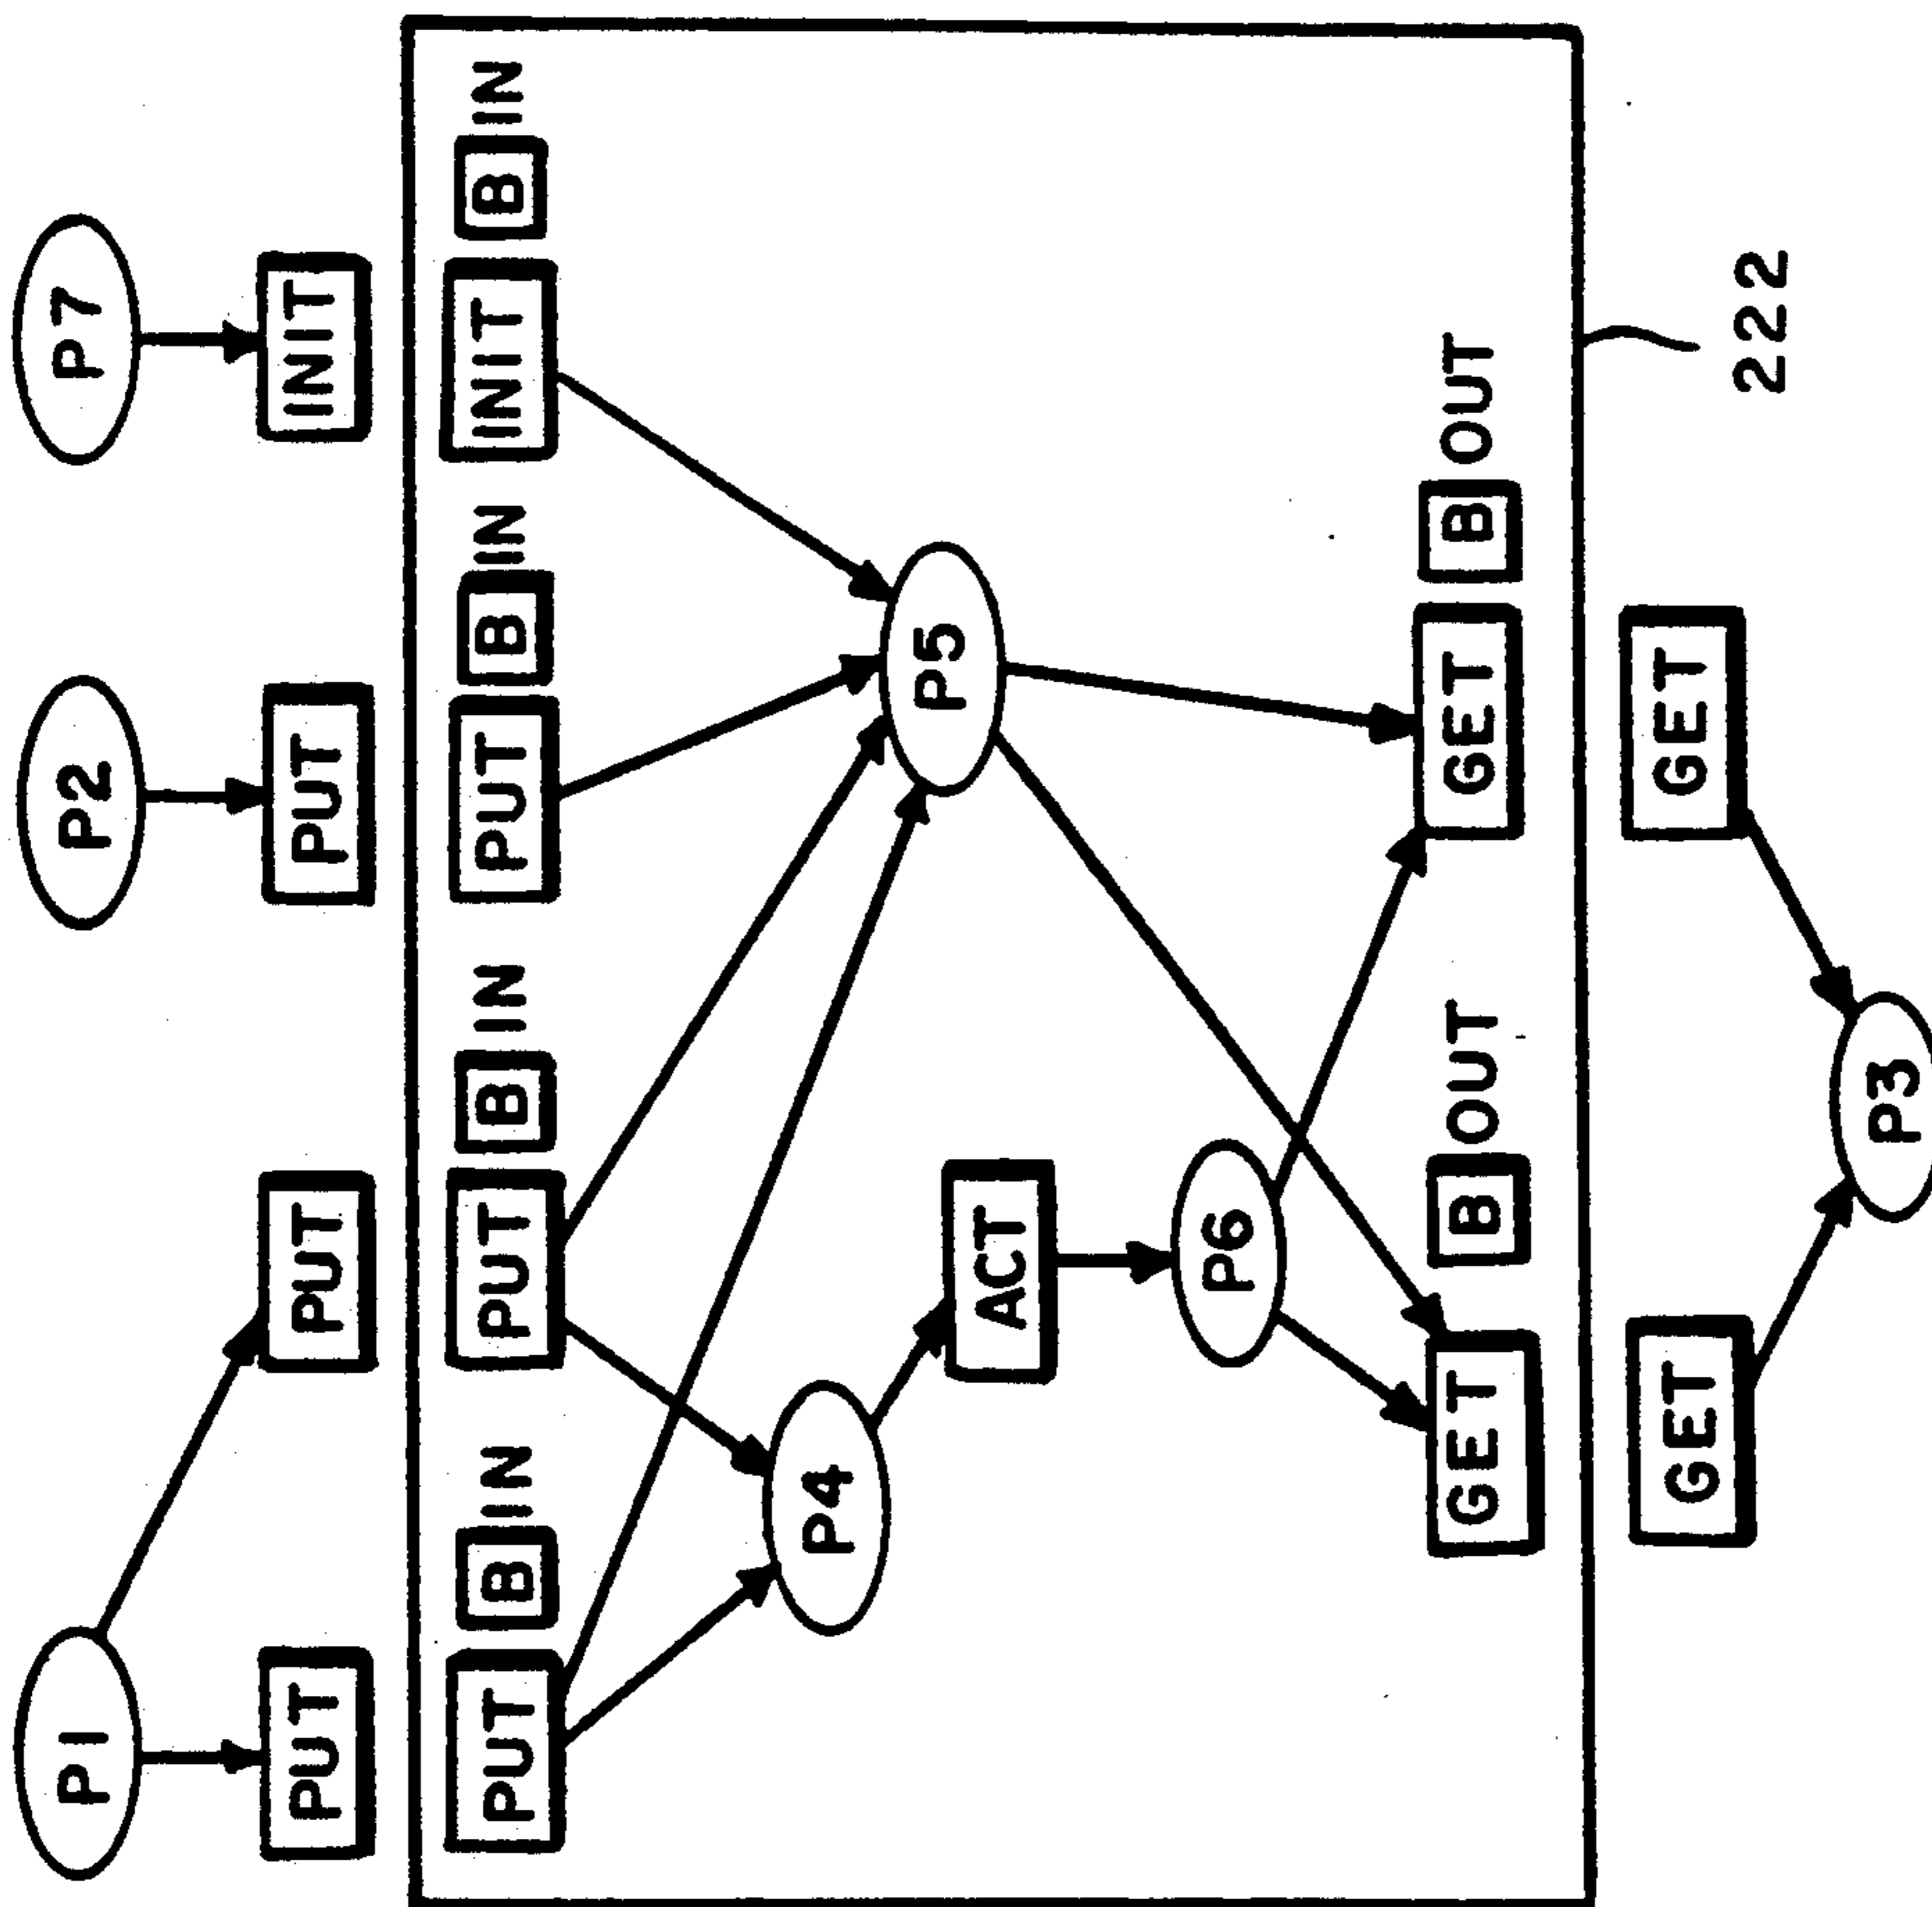 P1 P2 P7
PUT PUT PUT INIT
PUT B IN PUT B IN PUT B IN INIT B IN
P4
P5
ACT
P6
GET B OUT GET B OUT
GET GET
222
P3